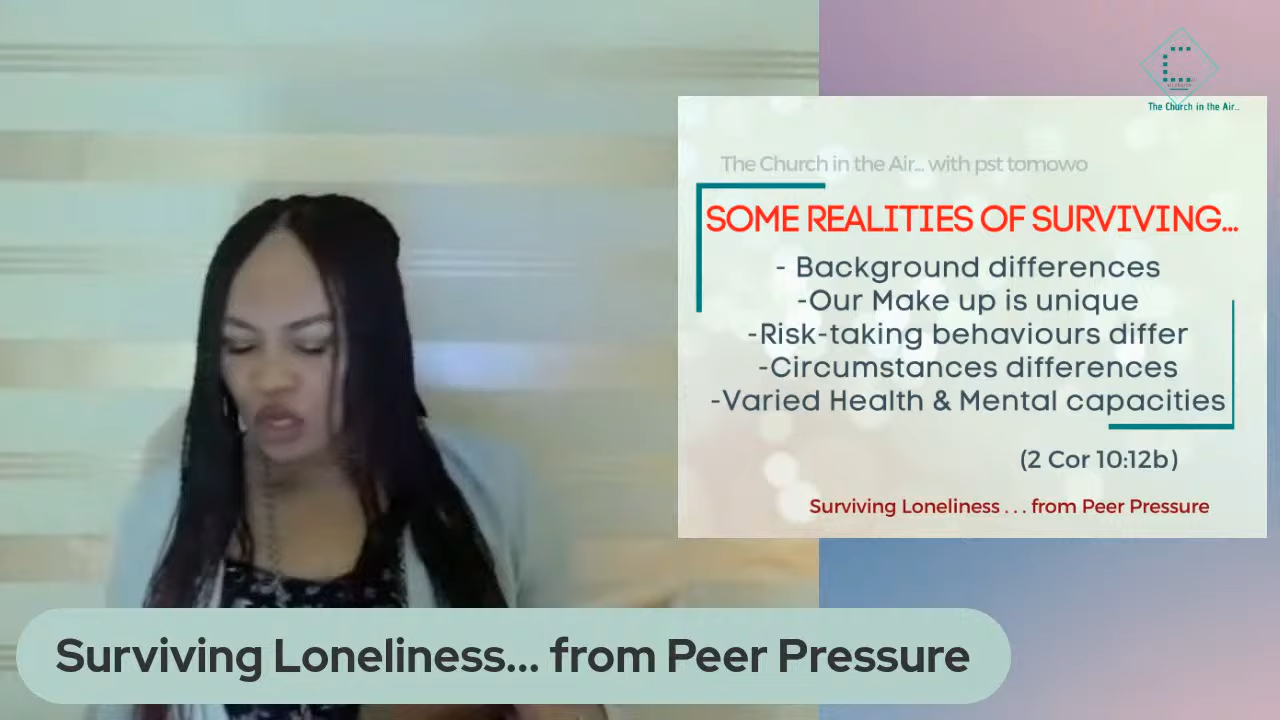 The Church in the Air..
The Church in the Air... with pst tomowo
SOME REALITIES OF SURVIVING...
- Background differences
-Our Make up is unique
-Risk-taking behaviours differ
-Circumstances differences
-Varied Health & Mental capacities
(2 Cor 10:12b)
Surviving Loneliness . . . from Peer Pressure
Surviving Loneliness... from Peer Pressure